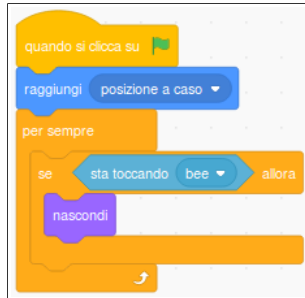 quando si clicca su
raggiungi posizione a caso
per sempre
se sta toccando bee allora
nascondi